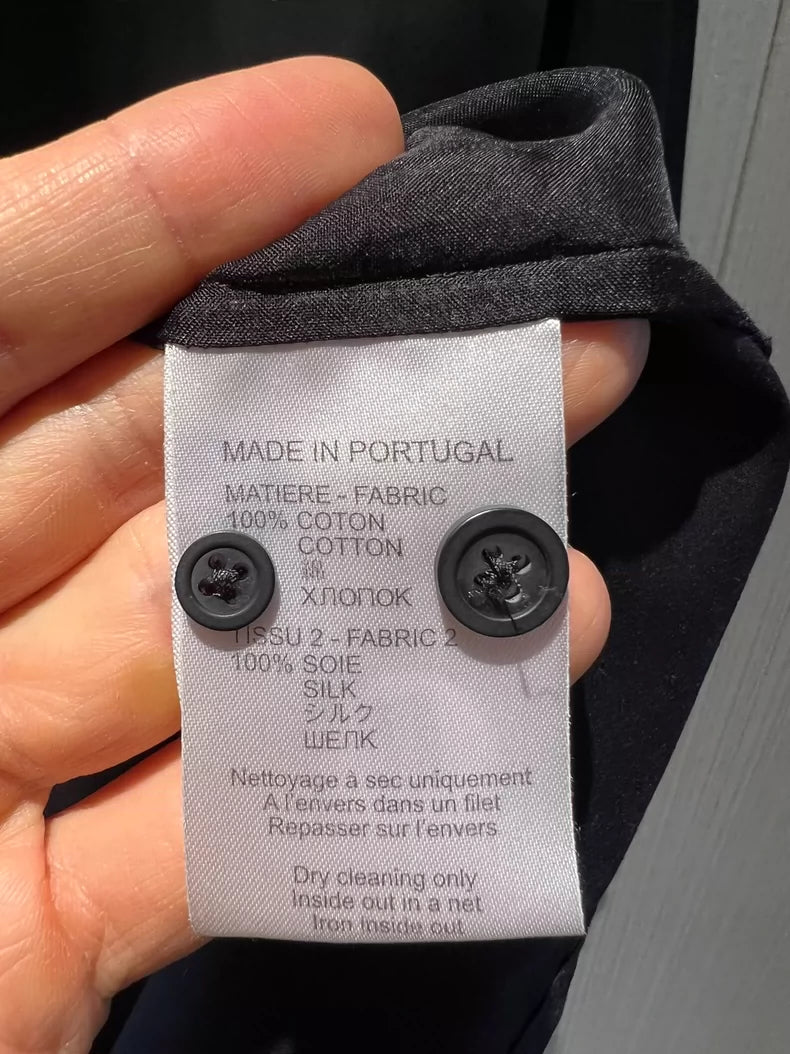 MADE IN PORTUGAL
MATIERE - FABRIC
100% COTON
COTTON
綿
ХЛОПОК
TISSU 2 - FABRIC 2
100% SOIE
SILK
シルク
ШЕЛК
Nettoyage à sec uniquement
A l'envers dans un filet
Repasser sur l'envers
Dry cleaning only
Inside out in a net
Iron inside out